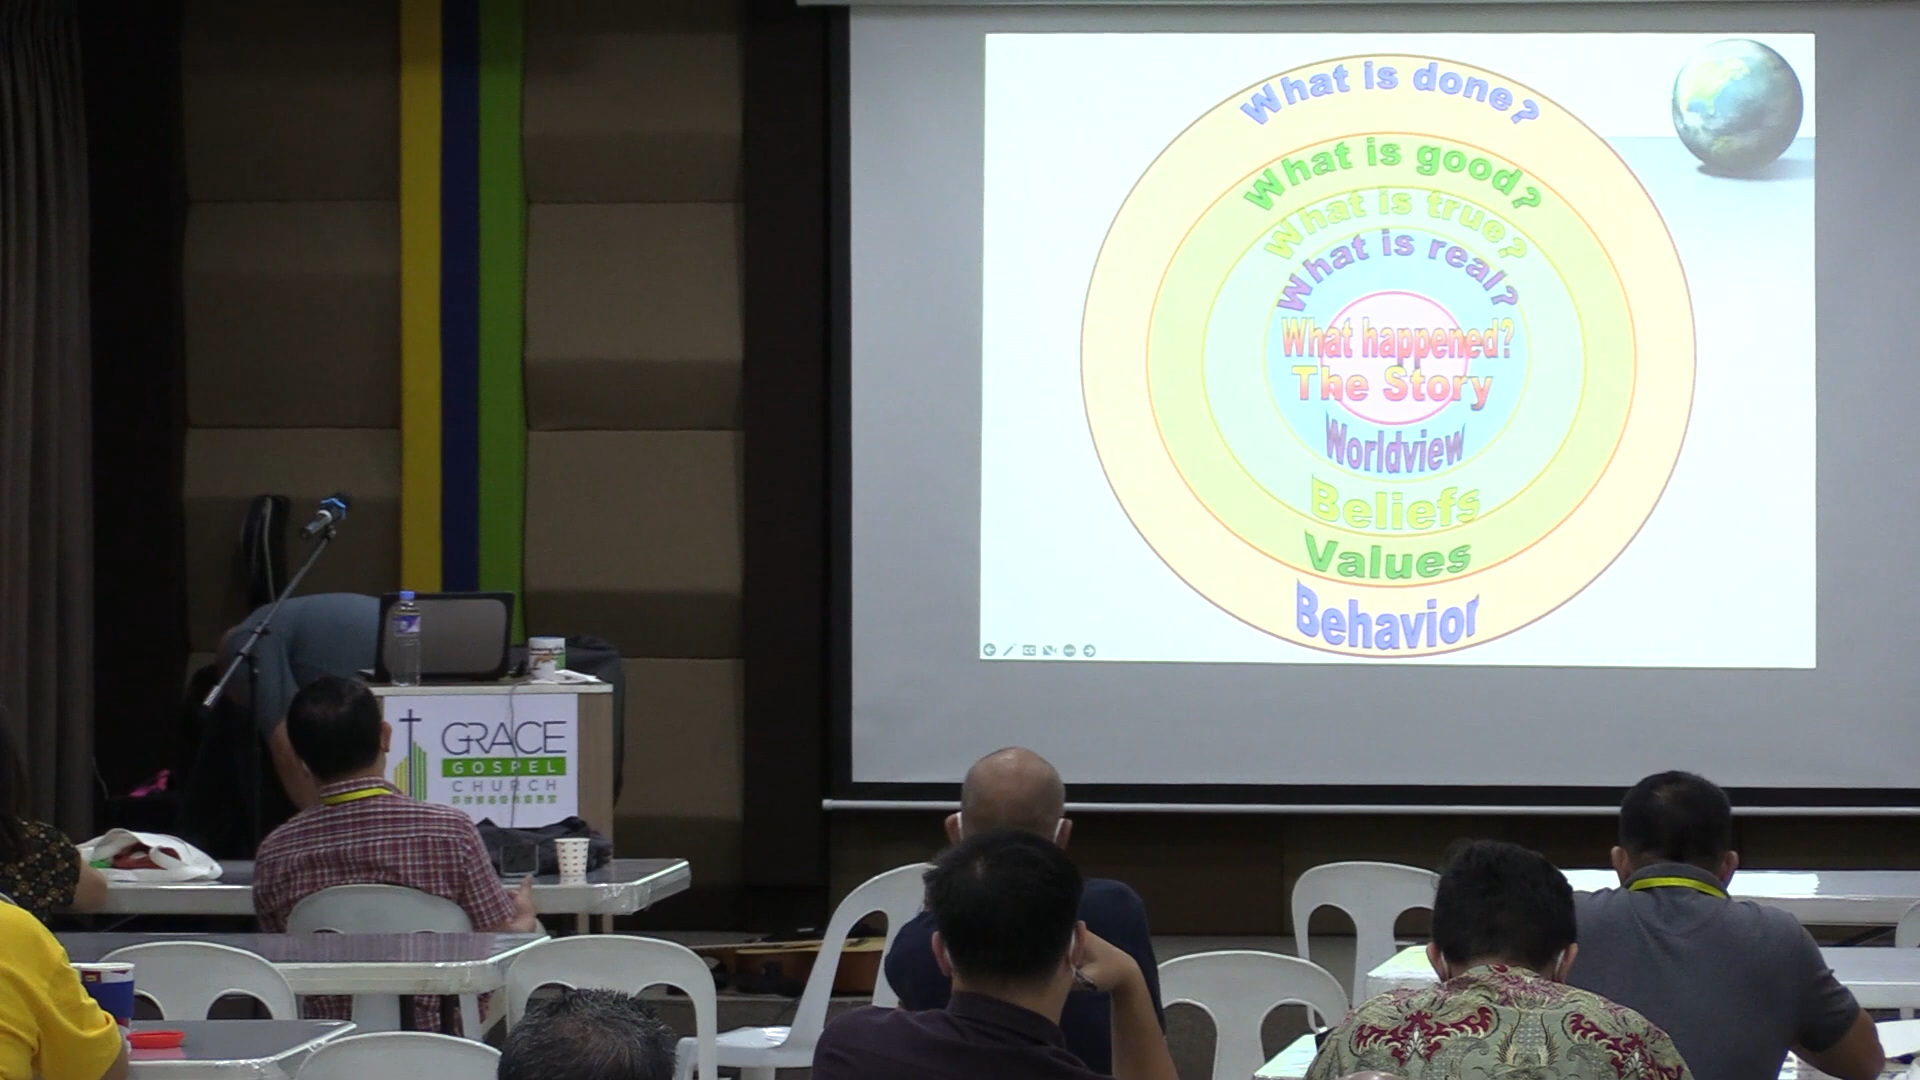 What is done?
What is good?
What is true?
What is real?
What happened?
The Story
Worldview
Beliefs
Values
Behavior
GRACE
GOSPEL
CHURCH